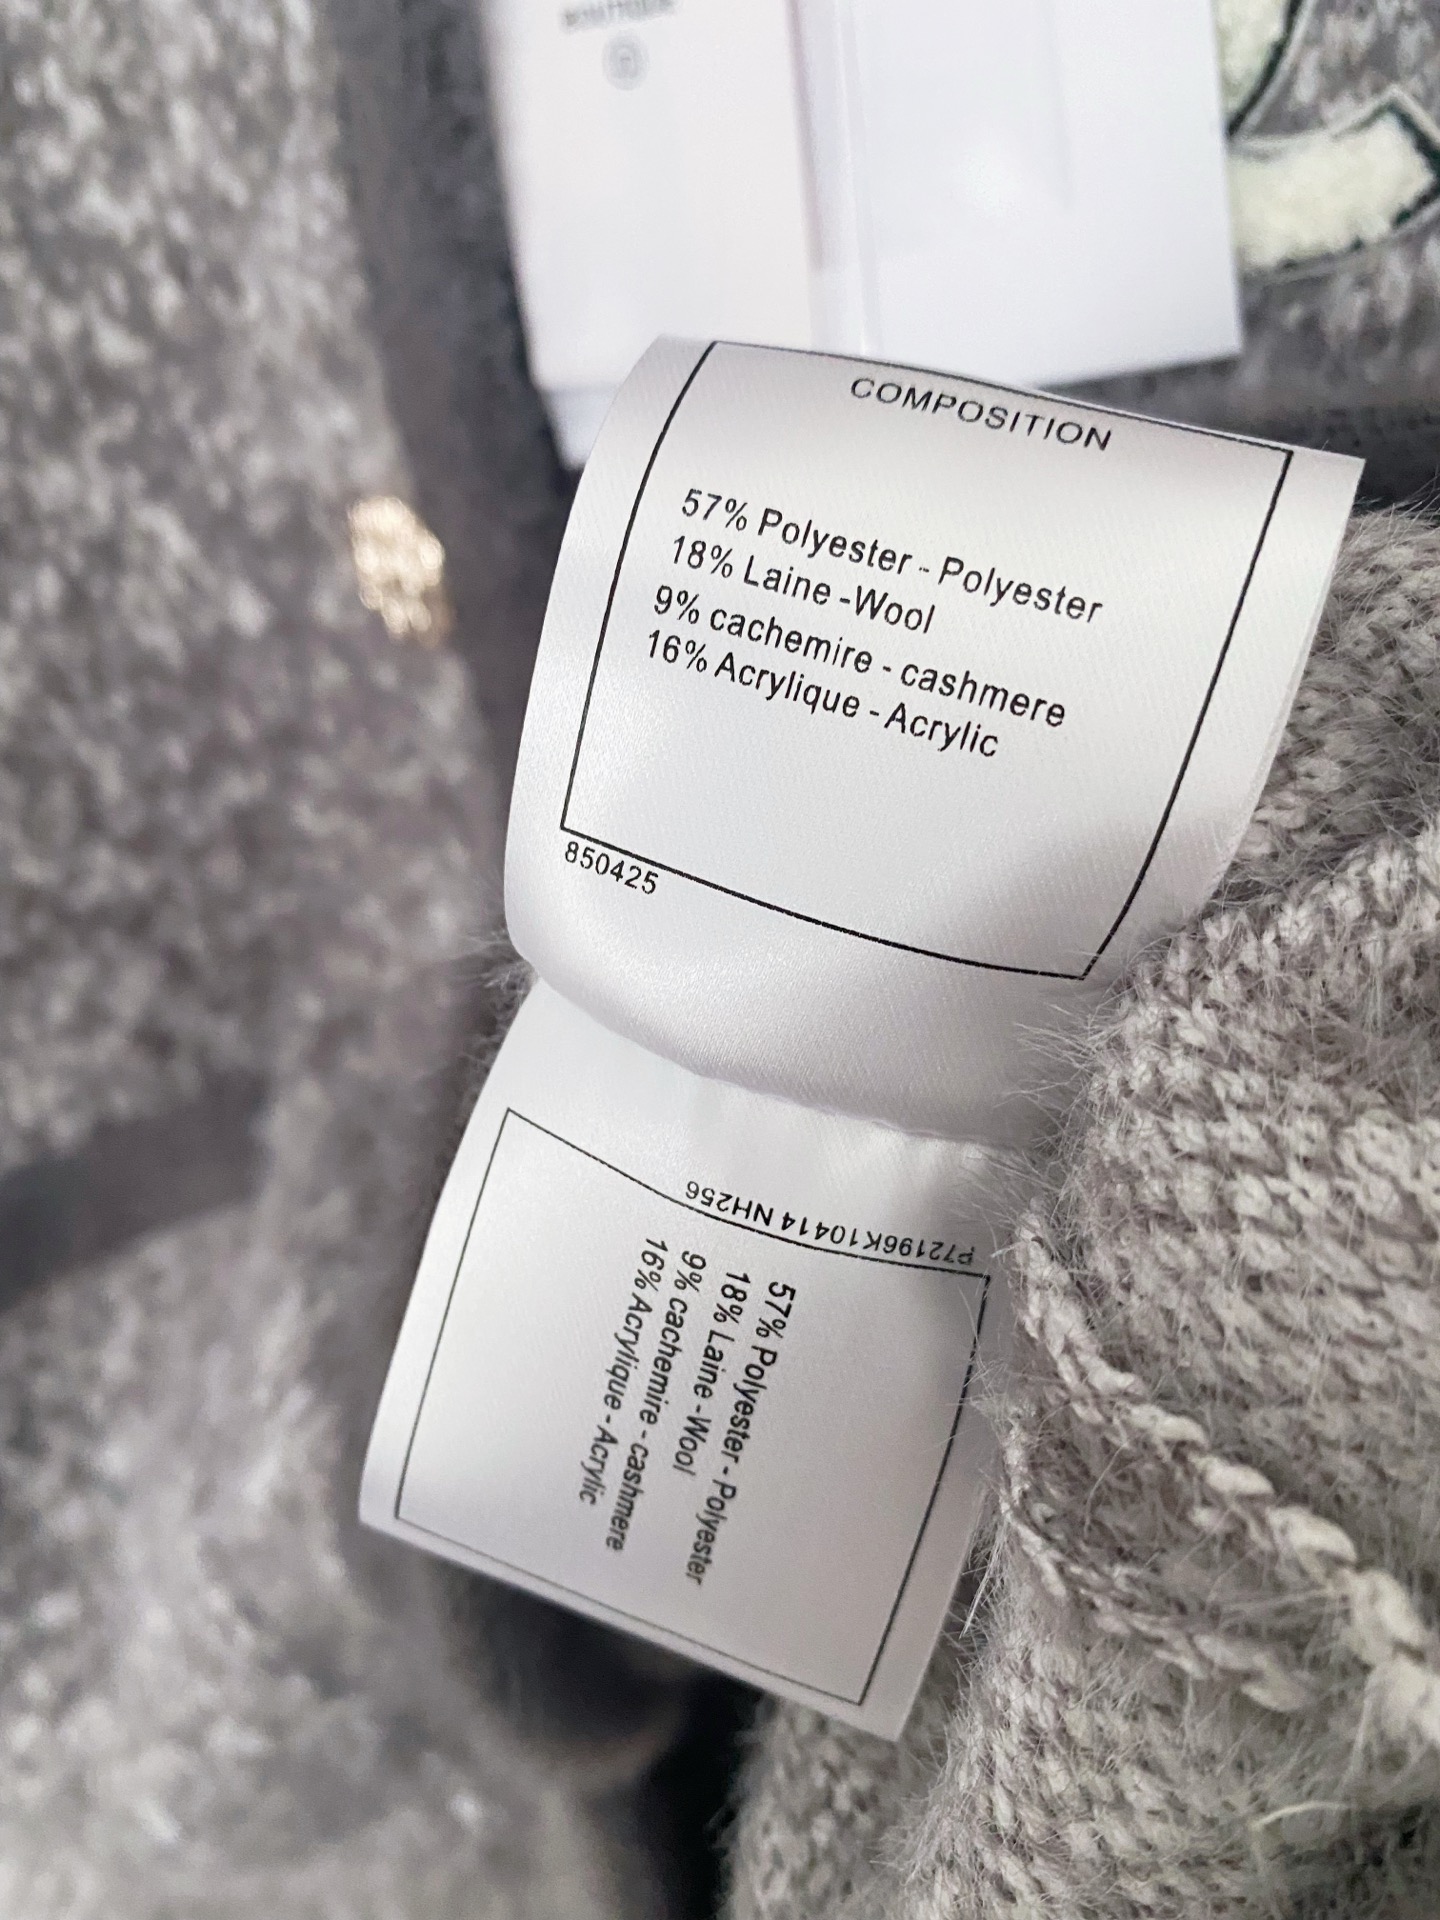 COMPOSITION
57% Polyester - Polyester
18% Laine -Wool
9% cachemire - cashmere
16% Acrylique - Acrylic
850425
P72196K10414 NH256
57% Polyester - Polyester
18% Laine -Wool
9% cachemire - cashmere
16% Acrylique - Acrylic